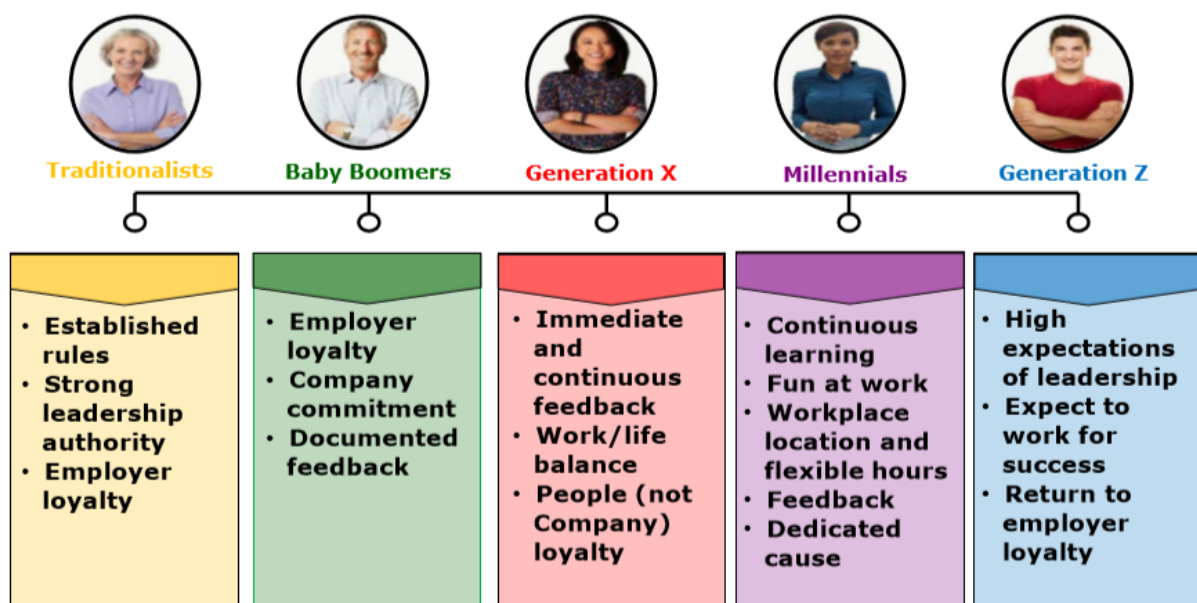 Traditionalists
Baby Boomers
Generation X
Millennials
Generation Z
• Established
rules
• Strong
leadership
authority
• Employer
loyalty
• Employer
loyalty
• Company
commitment
• Documented
feedback
• Immediate
and
continuous
feedback
• Work/life
balance
• People (not
Company)
loyalty
• Continuous
learning
• Fun at work
• Workplace
location and
flexible hours
• Feedback
• Dedicated
cause
• High
expectations
of leadership
• Expect to
work for
success
• Return to
employer
loyalty